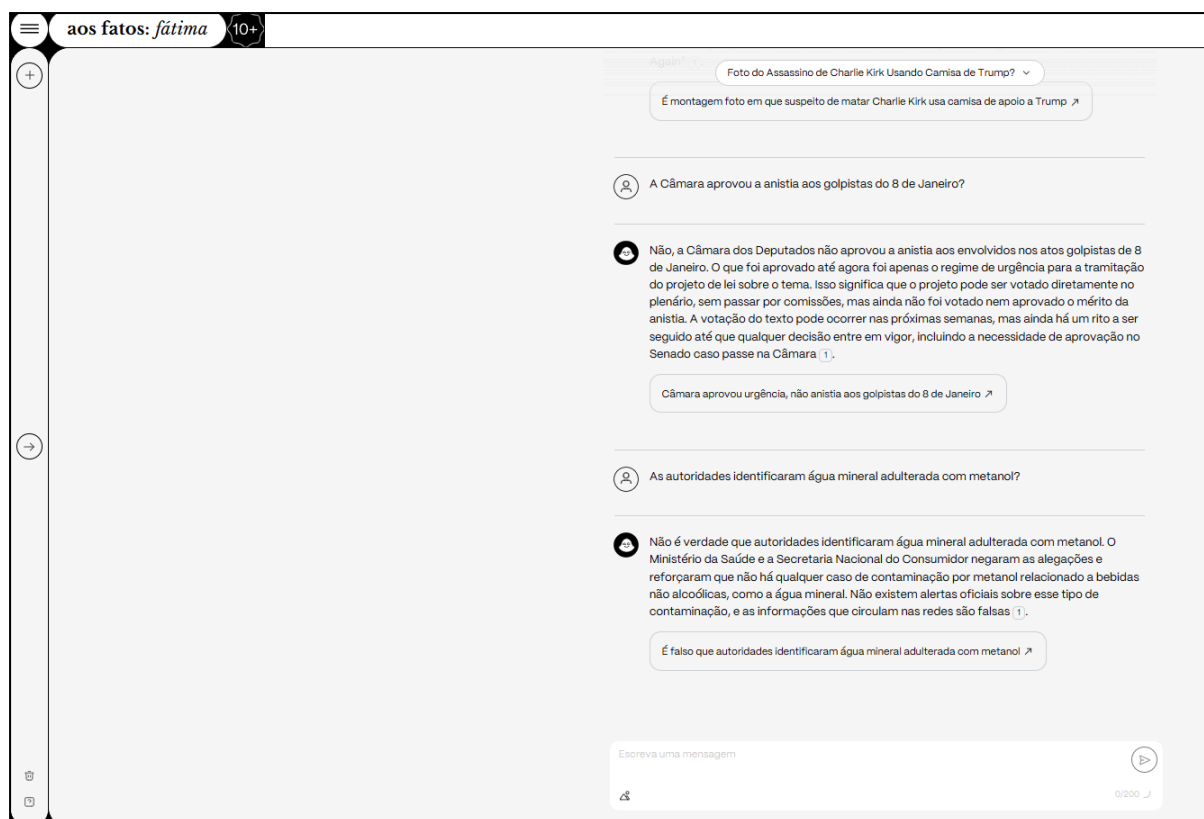 aos fatos: fátima
10+
Again"
Foto do Assassino de Charlie Kirk Usando Camisa de Trump?
É montagem foto em que suspeito de matar Charlie Kirk usa camisa de apoio a Trump
A Câmara aprovou a anistia aos golpistas do 8 de Janeiro?
Não, a Câmara dos Deputados não aprovou a anistia aos envolvidos nos atos golpistas de 8
de Janeiro. O que foi aprovado até agora foi apenas o regime de urgência para a tramitação
do projeto de lei sobre o tema. Isso significa que o projeto pode ser votado diretamente no
plenário, sem passar por comissões, mas ainda não foi votado nem aprovado o mérito da
anistia. A votação do texto pode ocorrer nas próximas semanas, mas ainda há um rito a ser
seguido até que qualquer decisão entre em vigor, incluindo a necessidade de aprovação no
Senado caso passe na Câmara 1.
Câmara aprovou urgência, não anistia aos golpistas do 8 de Janeiro
As autoridades identificaram água mineral adulterada com metanol?
Não é verdade que autoridades identificaram água mineral adulterada com metanol. O
Ministério da Saúde e a Secretaria Nacional do Consumidor negaram as alegações e
reforçaram que não há qualquer caso de contaminação por metanol relacionado a bebidas
não alcoólicas, como a água mineral. Não existem alertas oficiais sobre esse tipo de
contaminação, e as informações que circulam nas redes são falsas 1.
É falso que autoridades identificaram água mineral adulterada com metanol
Escreva uma mensagem
0/200